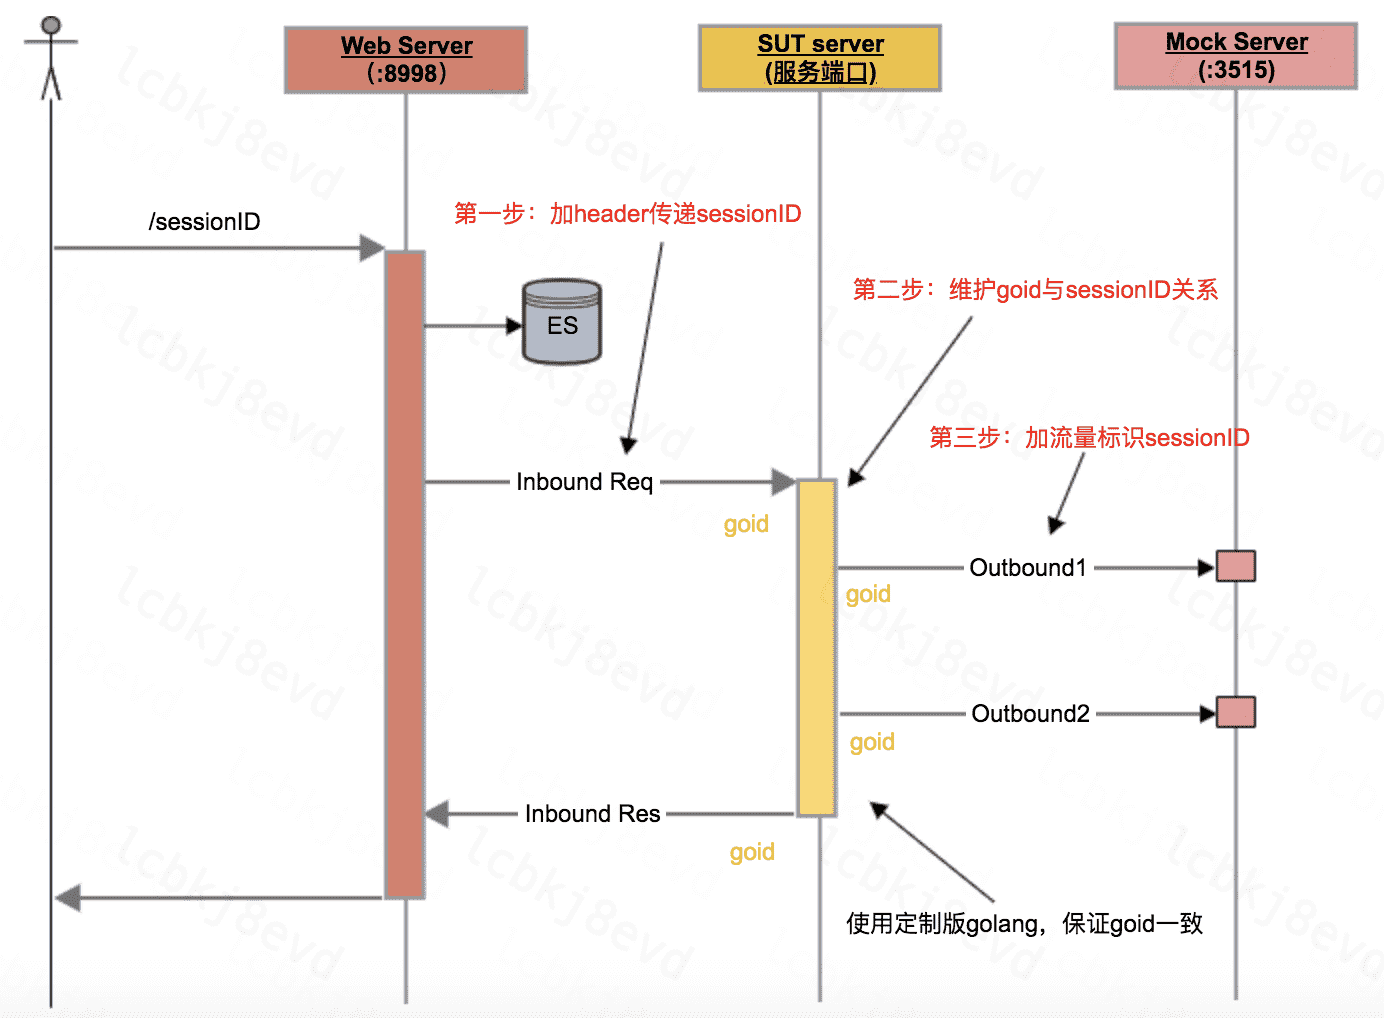 Web Server
（:8998）
SUT server
(服务端口)
Mock Server
(:3515)
/sessionID
第一步：加header传递sessionID
ES
第二步：维护goid与sessionID关系
第三步：加流量标识sessionID
Inbound Req
goid
Outbound1
goid
Outbound2
goid
Inbound Res
goid
使用定制版golang，保证goid一致
lcbkj8evd